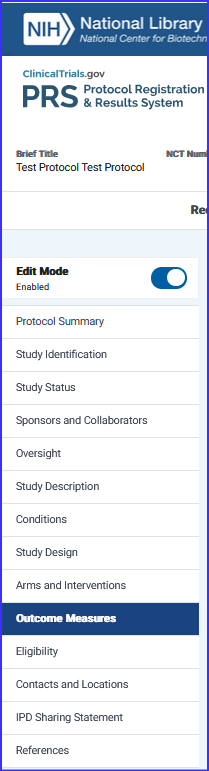 NIH National Library
National Center for Biotechn
ClinicalTrials.gov
PRS Protocol Registration
& Results System
Brief Title NCT Num
Test Protocol Test Protocol
Re
Edit Mode
Enabled
Protocol Summary
Study Identification
Study Status
Sponsors and Collaborators
Oversight
Study Description
Conditions
Study Design
Arms and Interventions
Outcome Measures
Eligibility
Contacts and Locations
IPD Sharing Statement
References